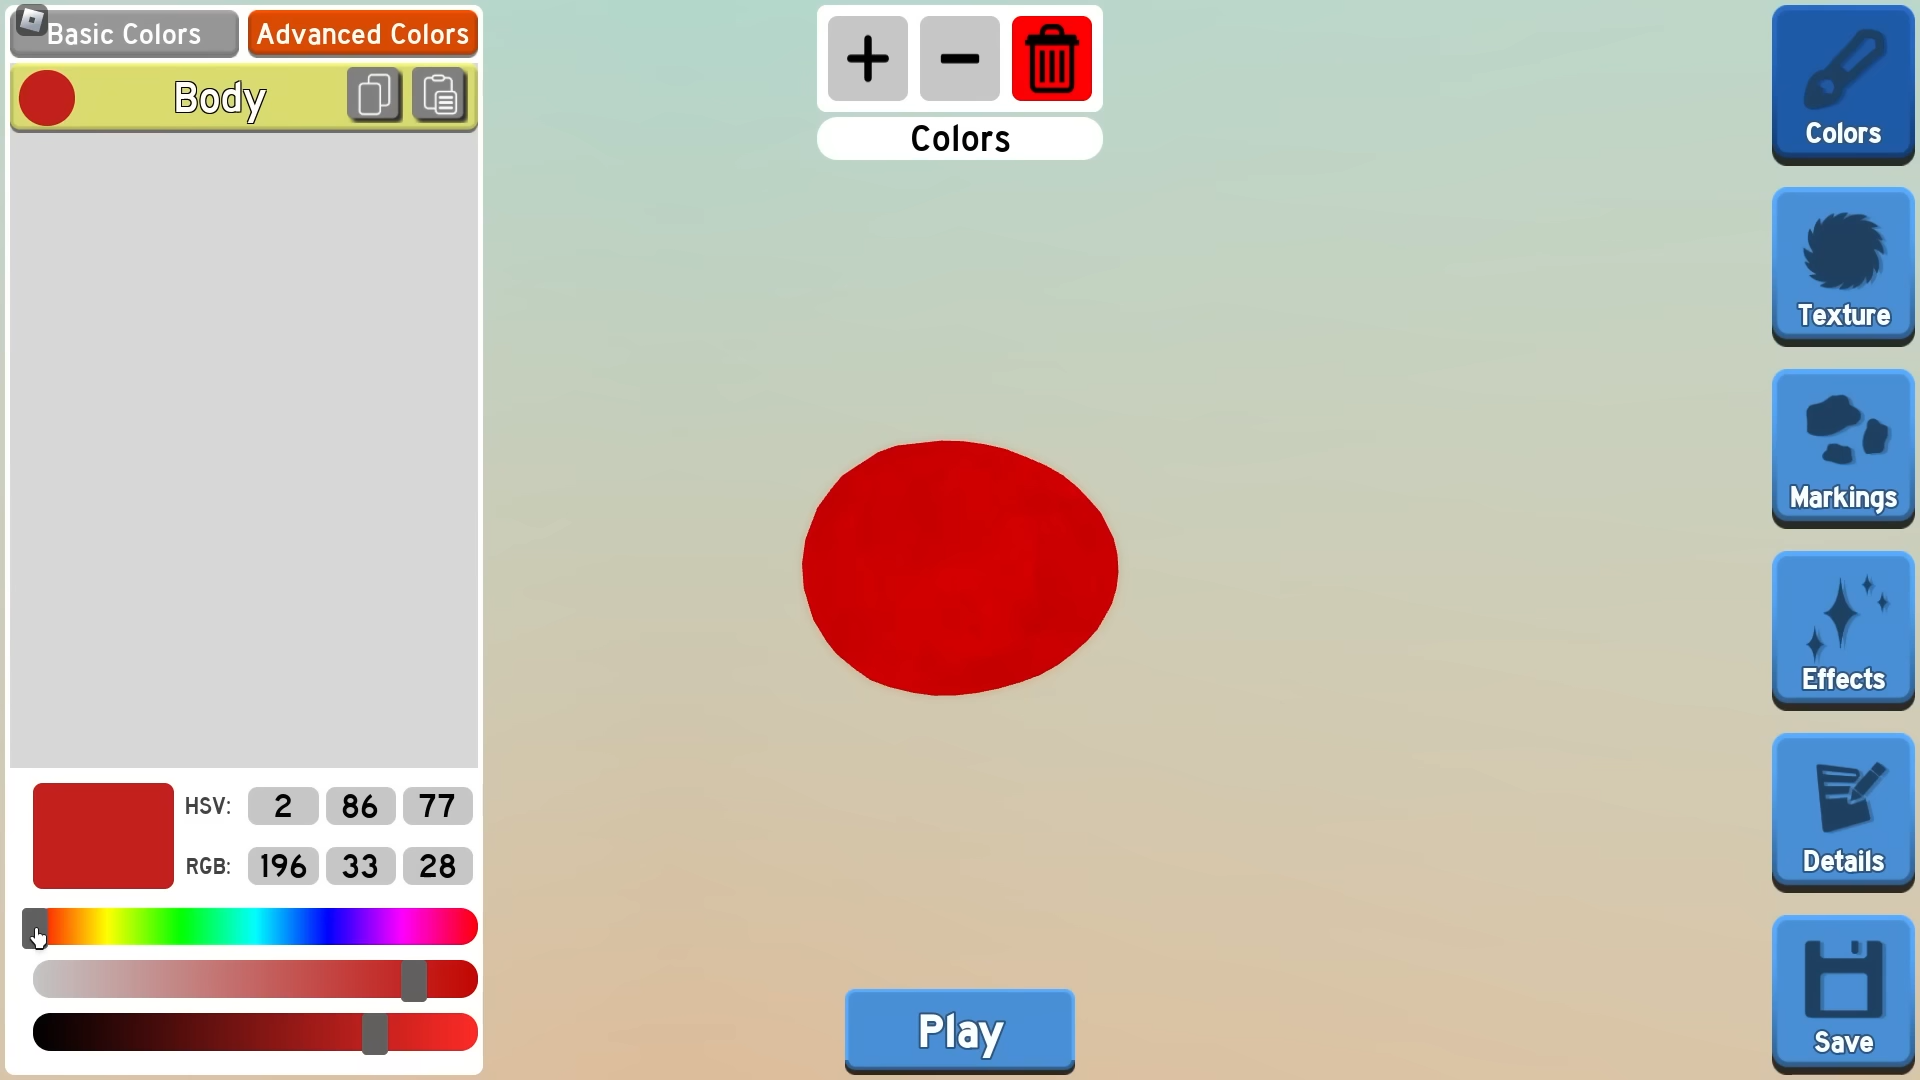 Basic Colors
Advanced Colors
Body
Colors
HSV: 2 86 77
RGB: 196 33 28
Play
Colors
Texture
Markings
Effects
Details
Save